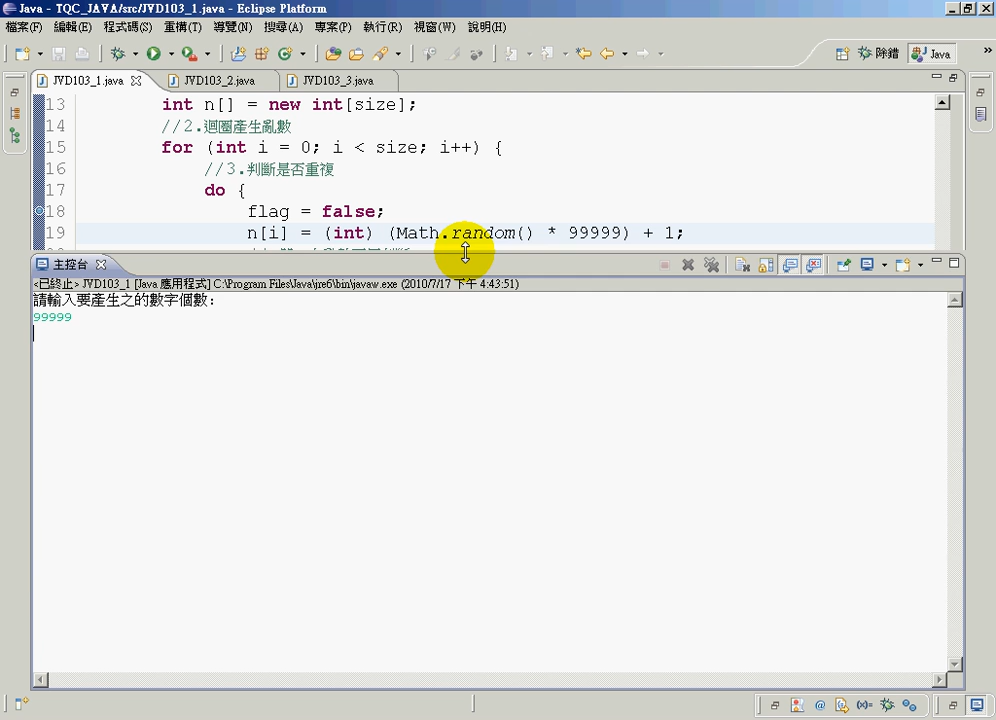 Java - TQC_JAVA/src/JVD103_1.java - Eclipse Platform
檔案(F) 編輯(E) 程式碼(S) 重構(T) 導覽(N) 搜尋(A) 專案(P) 執行(R) 視窗(W) 說明(H)
除錯 Java
JVD103_1.java JVD103_2.java JVD103_3.java
13 int n[] = new int[size];
14 //2.迴圈產生亂數
15 for (int i = 0; i < size; i++) {
16 //3.判斷是否重複
17 do {
18 flag = false;
19 n[i] = (int) (Math.random() * 99999) + 1;
主控台
<已終止> JVD103_1 [Java 應用程式] C:\Program Files\Java\jre6\bin\javaw.exe (2010/7/17 下午 4:43:51)
請輸入要產生之的數字個數:
99999